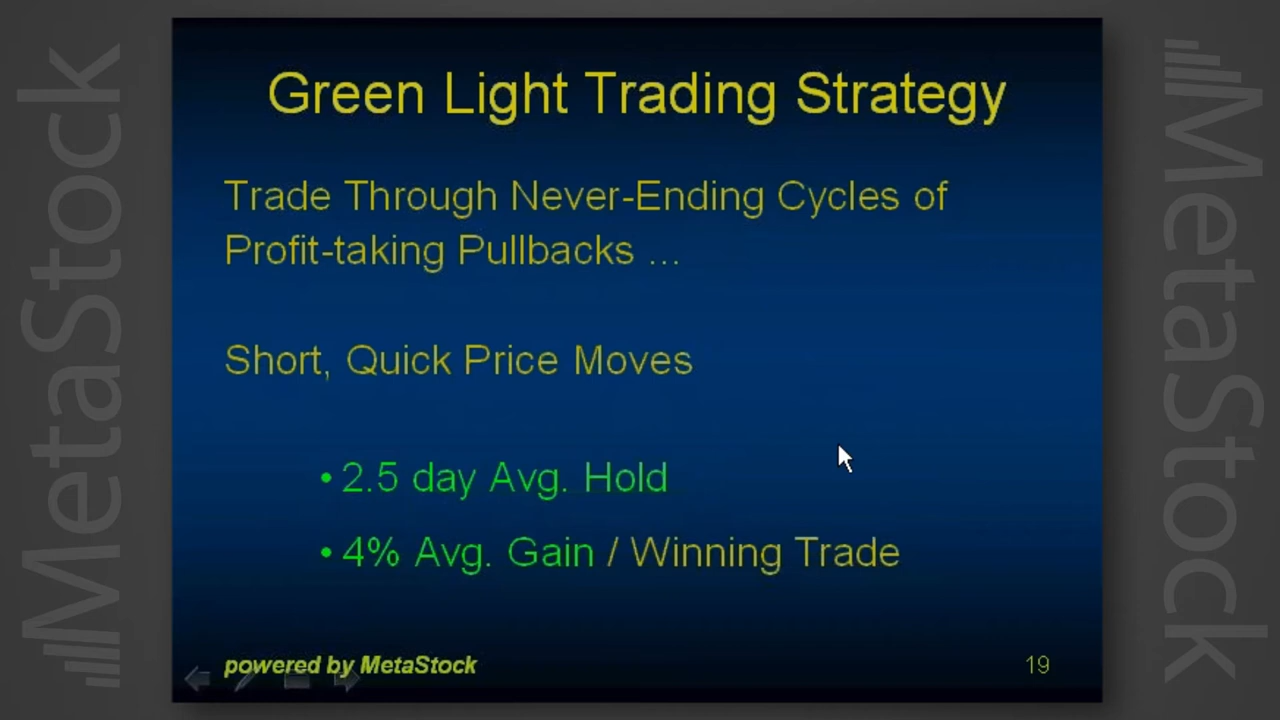 Green Light Trading Strategy
Trade Through Never-Ending Cycles of
Profit-taking Pullbacks ...
Short, Quick Price Moves
• 2.5 day Avg. Hold
• 4% Avg. Gain / Winning Trade
powered by MetaStock
19
MetaStock
MetaStock